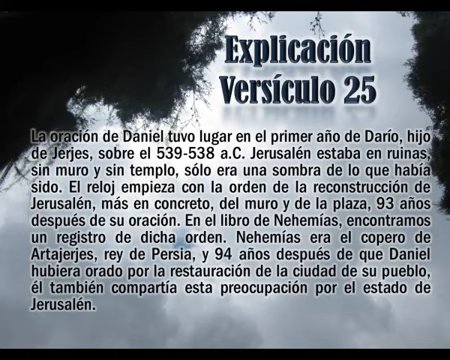 Explicación
Versículo 25
La oración de Daniel tuvo lugar en el primer año de Darío, hijo
de Jerjes, sobre el 539-538 a.C. Jerusalén estaba en ruinas,
sin muro y sin templo, sólo era una sombra de lo que había
sido. El reloj empieza con la orden de la reconstrucción de
Jerusalén, más en concreto, del muro y de la plaza, 93 años
después de su oración. En el libro de Nehemías, encontramos
un registro de dicha orden. Nehemías era el copero de
Artajerjes, rey de Persia, y 94 años después de que Daniel
hubiera orado por la restauración de la ciudad de su pueblo,
él también compartía esta preocupación por el estado de
Jerusalén.